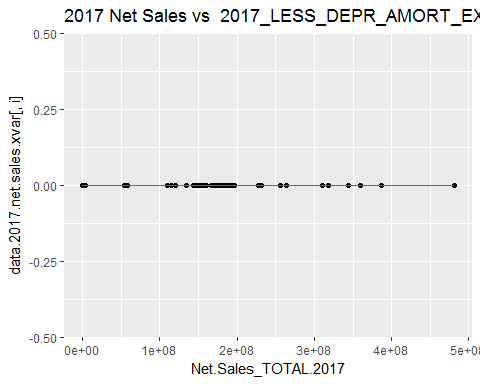 2017 Net Sales vs  2017_LESS_DEPR_AMORT_EX
0.50
0.25
0.00
-0.25
-0.50
data.2017.net.sales.xvar[, i]
0e+00 1e+08 2e+08 3e+08 4e+08 5e+08
Net.Sales_TOTAL.2017